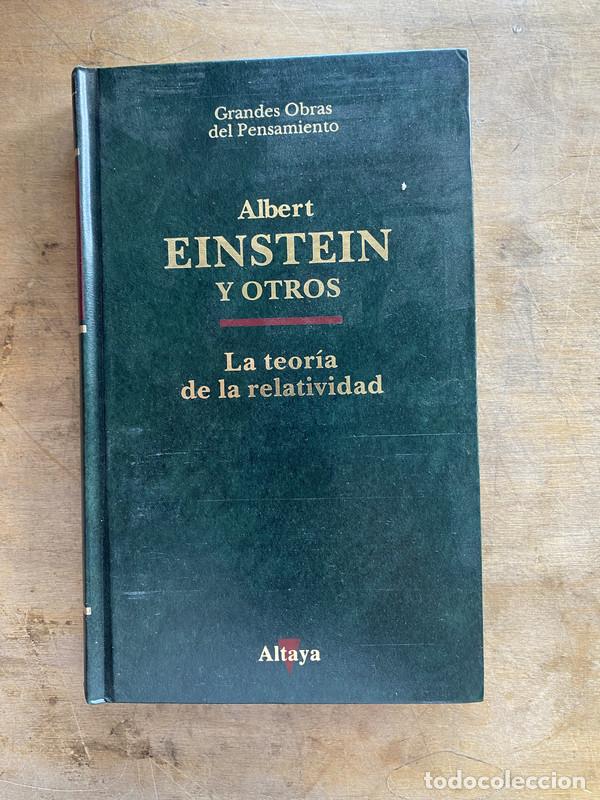 Grandes Obras
del Pensamiento
Albert
EINSTEIN
Y OTROS
La teoría
de la relatividad
Altaya
todocoleccion